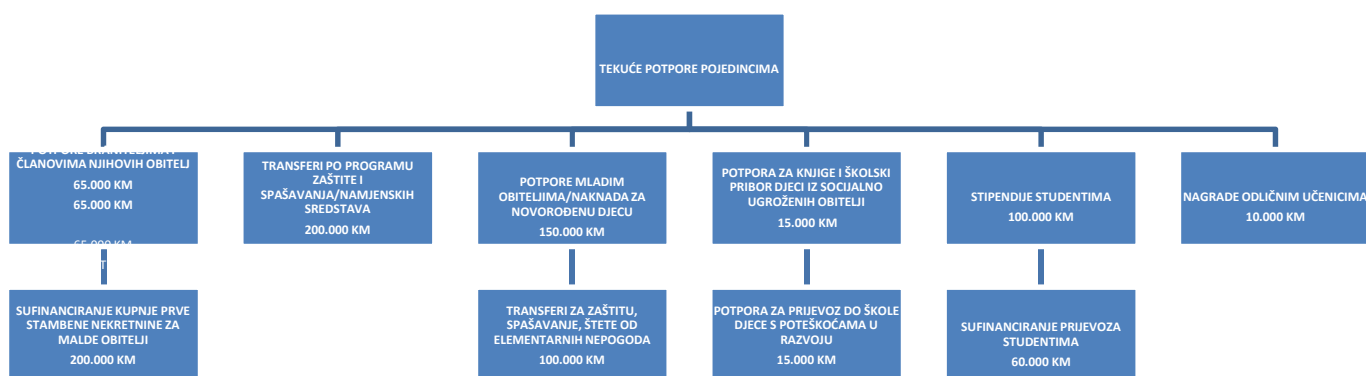 TEKUĆE POTPORE POJEDINCIMA
POTPORE BRANITELJIMA I
ČLANOVIMA NJIHOVIH OBITELJ
65.000 KM
65.000 KM
65.000 KM
T
TRANSFERI PO PROGRAMU
ZAŠTITE I
SPAŠAVANJA/NAMJENSKIH
SREDSTAVA
200.000 KM
POTPORE MLADIM
OBITELJIMA/NAKNADA ZA
NOVOROĐENU DJECU
150.000 KM
POTPORA ZA KNJIGE I ŠKOLSKI
PRIBOR DJECI IZ SOCIJALNO
UGROŽENIH OBITELJI
15.000 KM
STIPENDIJE STUDENTIMA
100.000 KM
NAGRADE ODLIČNIM UČENICIMA
10.000 KM
SUFINANCIRANJE KUPNJE PRVE
STAMBENE NEKRETNINE ZA
MALDE OBITELJI
200.000 KM
TRANSFERI ZA ZAŠTITU,
SPAŠAVANJE, ŠTETE OD
ELEMENTARNIH NEPOGODA
100.000 KM
POTPORA ZA PRIJEVOZ DO ŠKOLE
DJECE S POTEŠKOĆAMA U
RAZVOJU
15.000 KM
SUFINANCIRANJE PRIJEVOZA
STUDENTIMA
60.000 KM